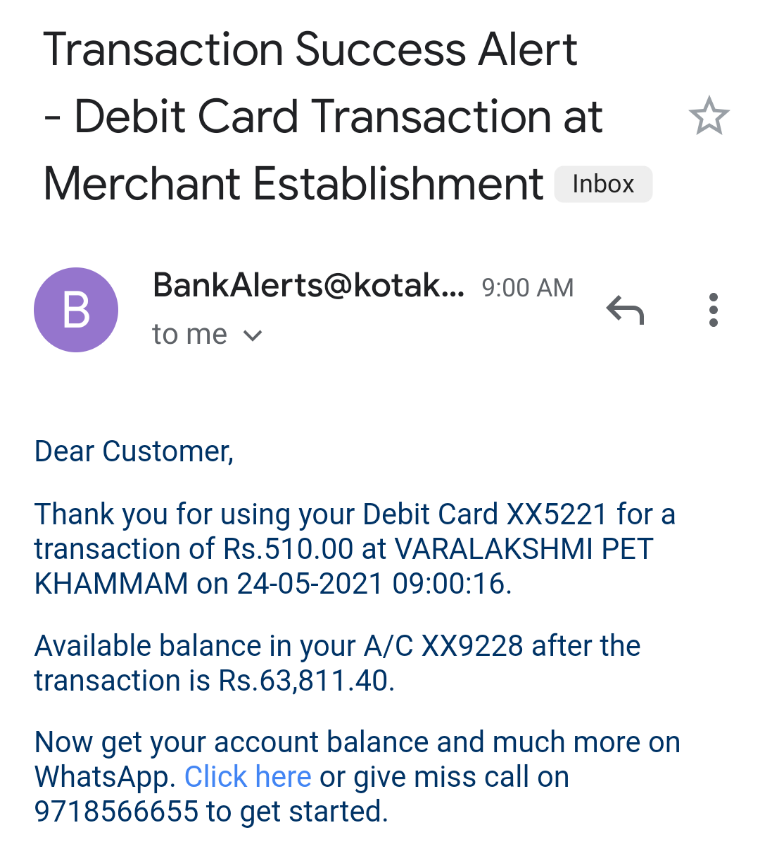 Transaction Success Alert
- Debit Card Transaction at
Merchant Establishment Inbox
B
BankAlerts@kotak... 9:00 AM
to me
Dear Customer,
Thank you for using your Debit Card XX5221 for a
transaction of Rs.510.00 at VARALAKSHMI PET
KHAMMAM on 24-05-2021 09:00:16.
Available balance in your A/C XX9228 after the
transaction is Rs.63,811.40.
Now get your account balance and much more on
WhatsApp. Click here or give miss call on
9718566655 to get started.